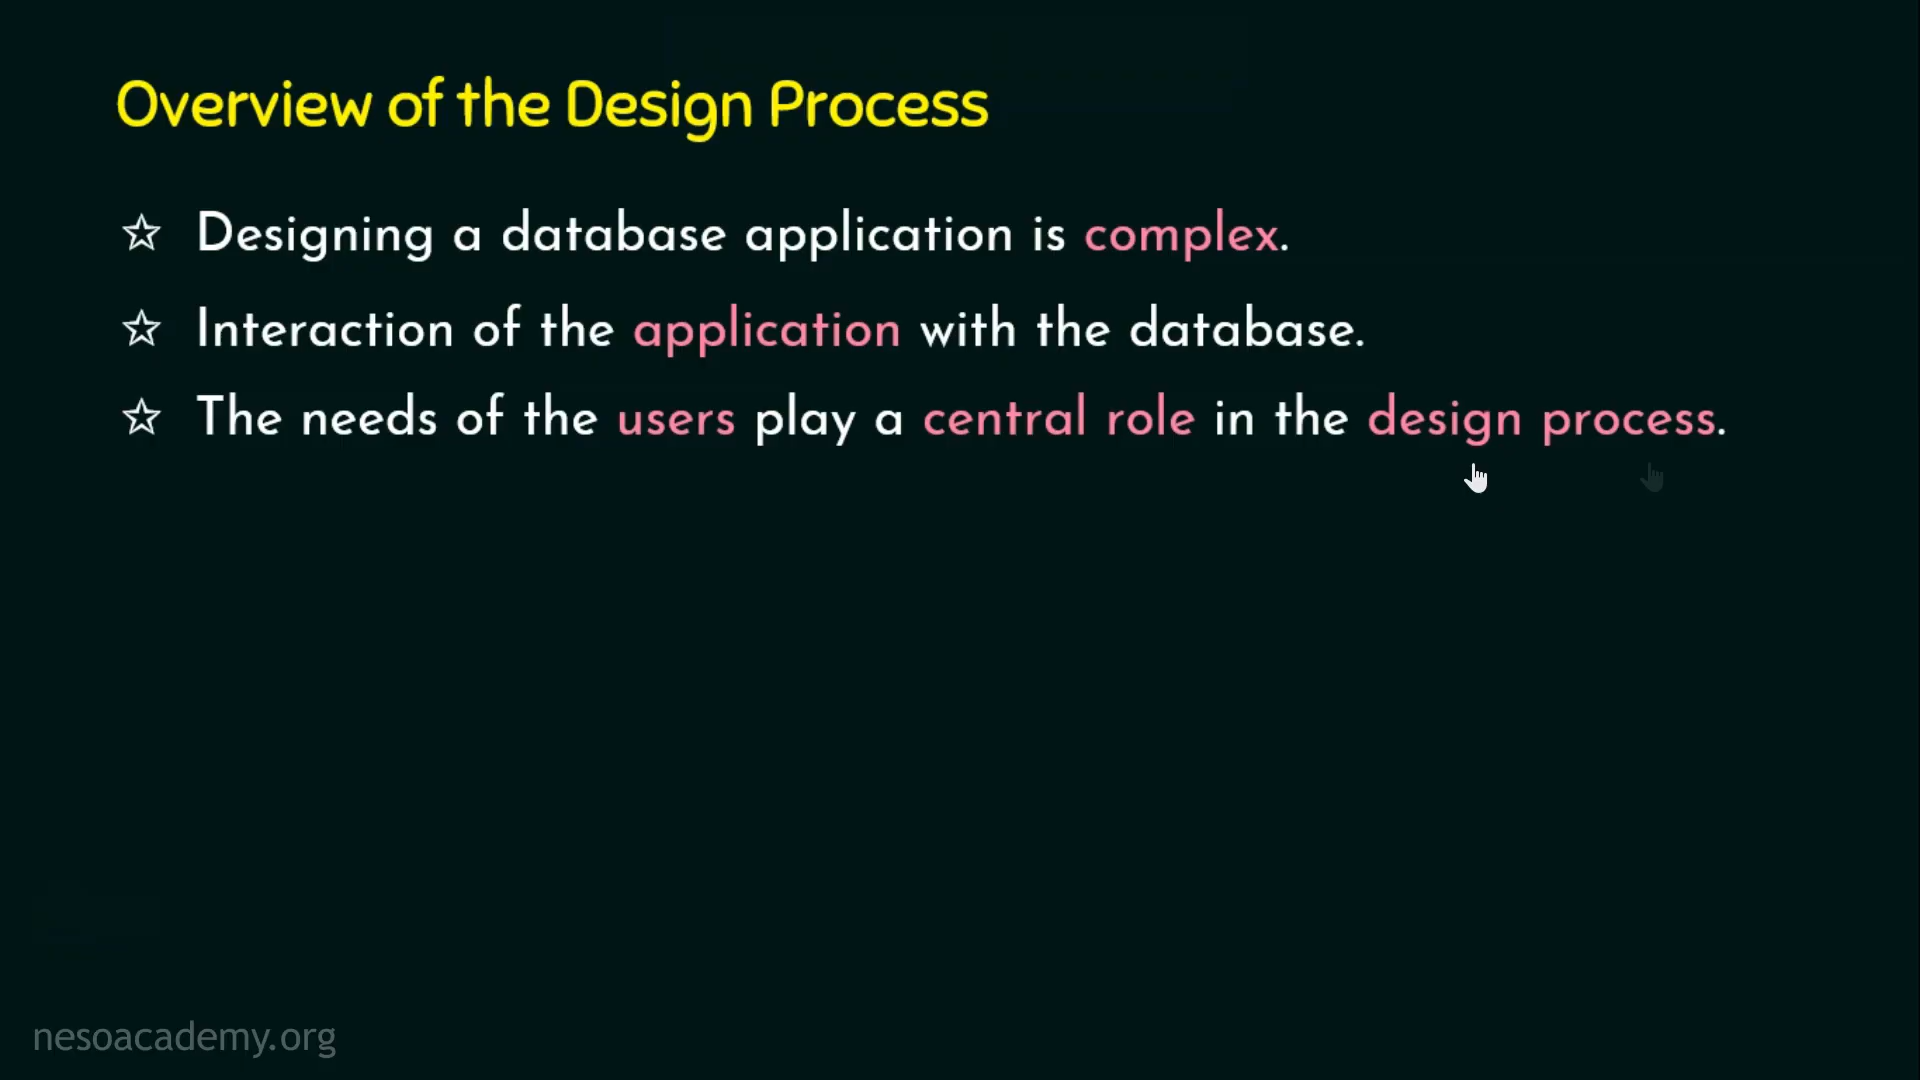 Overview of the Design Process
☆ Designing a database application is complex.
☆ Interaction of the application with the database.
☆ The needs of the users play a central role in the design process.
nesoacademy.org